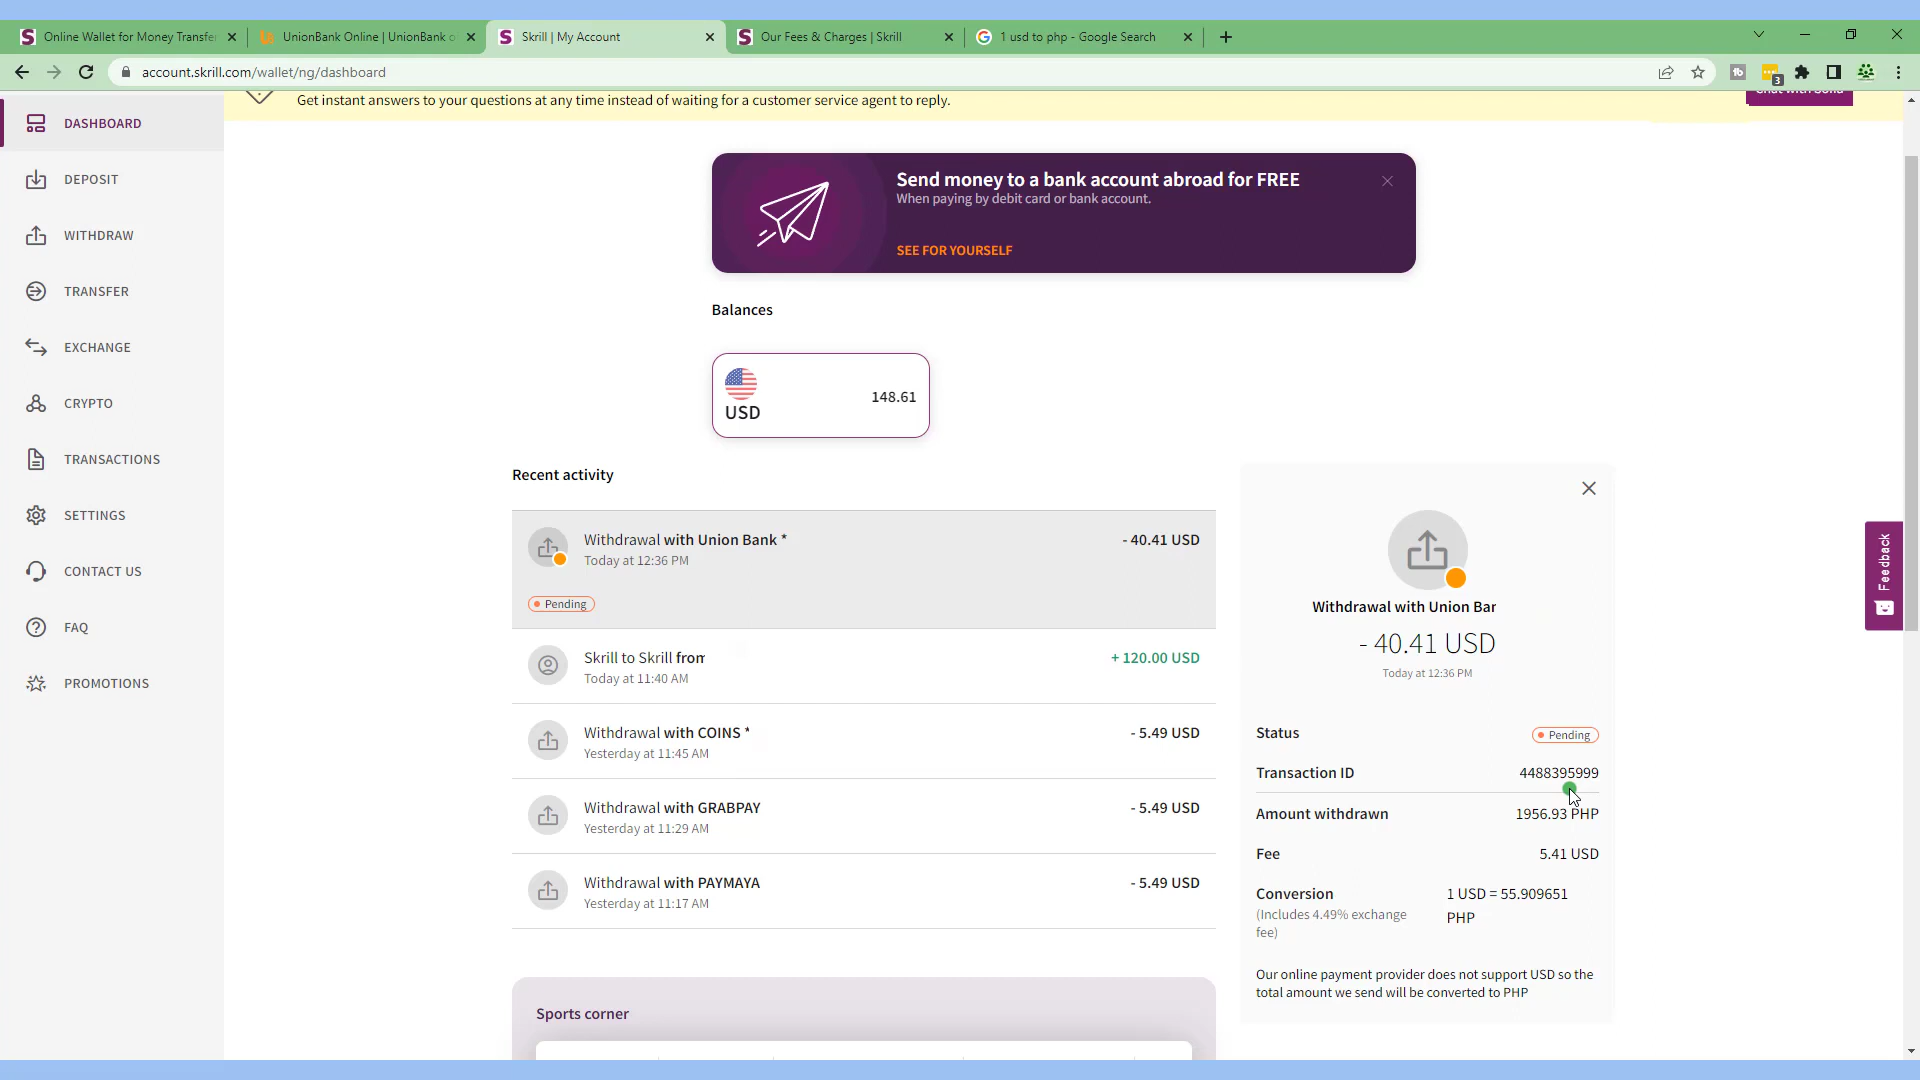 Online Wallet for Money Transfer
UnionBank Online | UnionBank o
Skrill | My Account
Our Fees & Charges | Skrill
1 usd to php - Google Search
account.skrill.com/wallet/ng/dashboard
3
Get instant answers to your questions at any time instead of waiting for a customer service agent to reply.
Chat with Sofia
DASHBOARD
DEPOSIT
WITHDRAW
TRANSFER
EXCHANGE
CRYPTO
TRANSACTIONS
SETTINGS
CONTACT US
FAQ
PROMOTIONS
Send money to a bank account abroad for FREE
When paying by debit card or bank account.
SEE FOR YOURSELF
Balances
USD
148.61
Recent activity
Withdrawal with Union Bank *
- 40.41 USD
Today at 12:36 PM
Pending
Skrill to Skrill from
+ 120.00 USD
Today at 11:40 AM
Withdrawal with COINS *
- 5.49 USD
Yesterday at 11:45 AM
Withdrawal with GRABPAY
- 5.49 USD
Yesterday at 11:29 AM
Withdrawal with PAYMAYA
- 5.49 USD
Yesterday at 11:17 AM
Sports corner
Withdrawal with Union Bar
- 40.41 USD
Today at 12:36 PM
Status
Pending
Transaction ID
4488395999
Amount withdrawn
1956.93 PHP
Fee
5.41 USD
Conversion
1 USD = 55.909651
PHP
(Includes 4.49% exchange
fee)
Our online payment provider does not support USD so the
total amount we send will be converted to PHP
Feedback